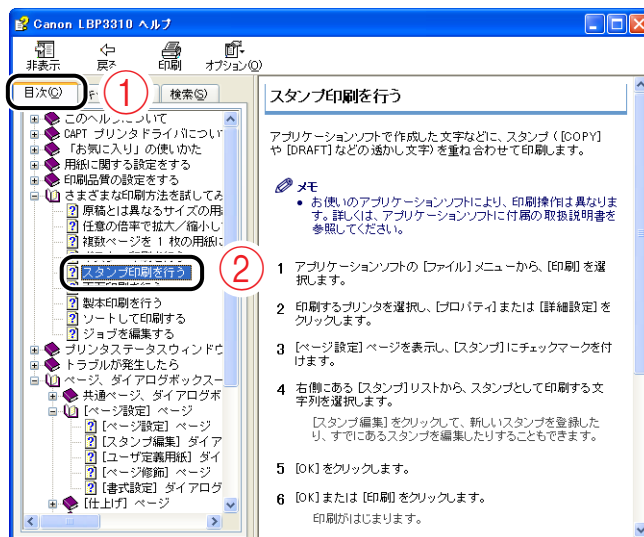 Canon LBP3310 ヘルプ
非表示
戻る
印刷
オプション(O)
目次(C)
検索(S)
①
このヘルプについて
CAPT プリンタドライバについ
「お気に入り」の使いかた
用紙に関する設定をする
印刷品質の設定をする
さまざまな印刷方法を試してみ
原稿とは異なるサイズの用
任意の倍率で拡大/縮小し
複数ページを 1 枚の用紙に
スタンプ印刷を行う
②
製本印刷を行う
ソートして印刷する
ジョブを編集する
プリンタステータスウィンドウ
トラブルが発生したら
ページ、ダイアログボックス一
共通ページ、ダイアログボ
[ページ設定] ページ
[ページ設定] ページ
[スタンプ編集] ダイア
[ユーザ定義用紙] ダイ
[ページ修飾] ページ
[書式設定] ダイアログ
[仕上げ] ページ
スタンプ印刷を行う
アプリケーションソフトで作成した文字などに、スタンプ ( [COPY]
や [DRAFT] などの透かし文字) を重ね合わせて印刷します。
メモ
• お使いのアプリケーションソフトにより、印刷操作は異なりま
す。詳しくは、アプリケーションソフトに付属の取扱説明書を
参照してください。
1 アプリケーションソフトの [ファイル] メニューから、[印刷] を選
択します。
2 印刷するプリンタを選択し、[プロパティ] または [詳細設定] を
クリックします。
3 [ページ設定] ページを表示し、[スタンプ] にチェックマークを付
けます。
4 右側にある [スタンプ] リストから、スタンプとして印刷する文
字列を選択します。
[スタンプ編集] をクリックして、新しいスタンプを登録した
り、すでにあるスタンプを編集したりすることもできます。
5 [OK] をクリックします。
6 [OK] または [印刷] をクリックします。
印刷がはじまります。